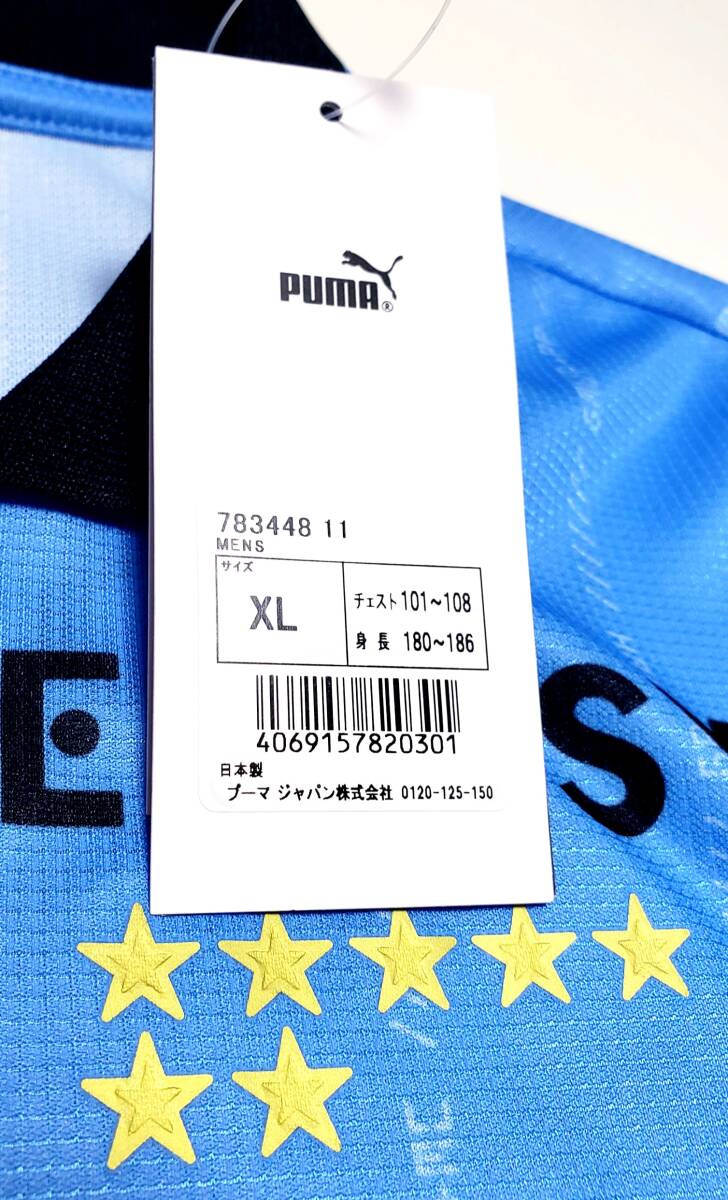 PUMA®
783448 11
MENS
サイズ
XL
チェスト 101~108
身長 180~186
4069157820301
日本製
プーマ ジャパン株式会社 0120-125-150
E S